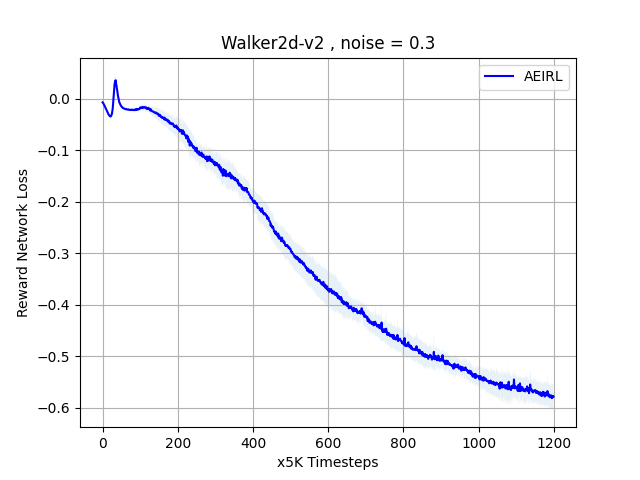 Walker2d-v2 , noise = 0.3
AEIRL
Reward Network Loss
0.0
−0.1
−0.2
−0.3
−0.4
−0.5
−0.6
0 200 400 600 800 1000 1200
x5K Timesteps